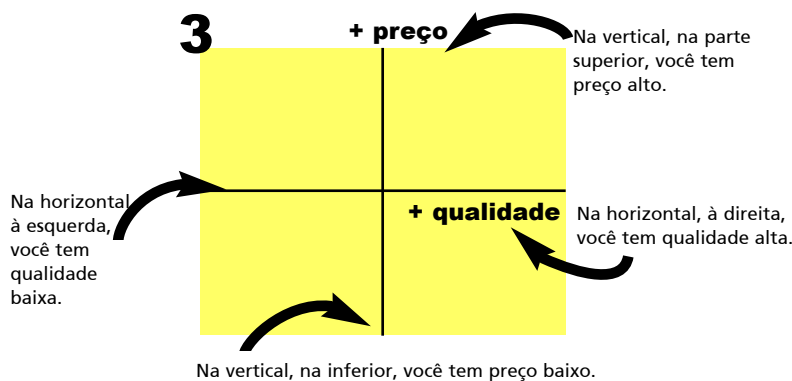 3
+ preço
Na vertical, na parte
superior, você tem
preço alto.
Na horizontal
à esquerda,
você tem
qualidade
baixa.
+ qualidade
Na horizontal, à direita,
você tem qualidade alta.
Na vertical, na inferior, você tem preço baixo.